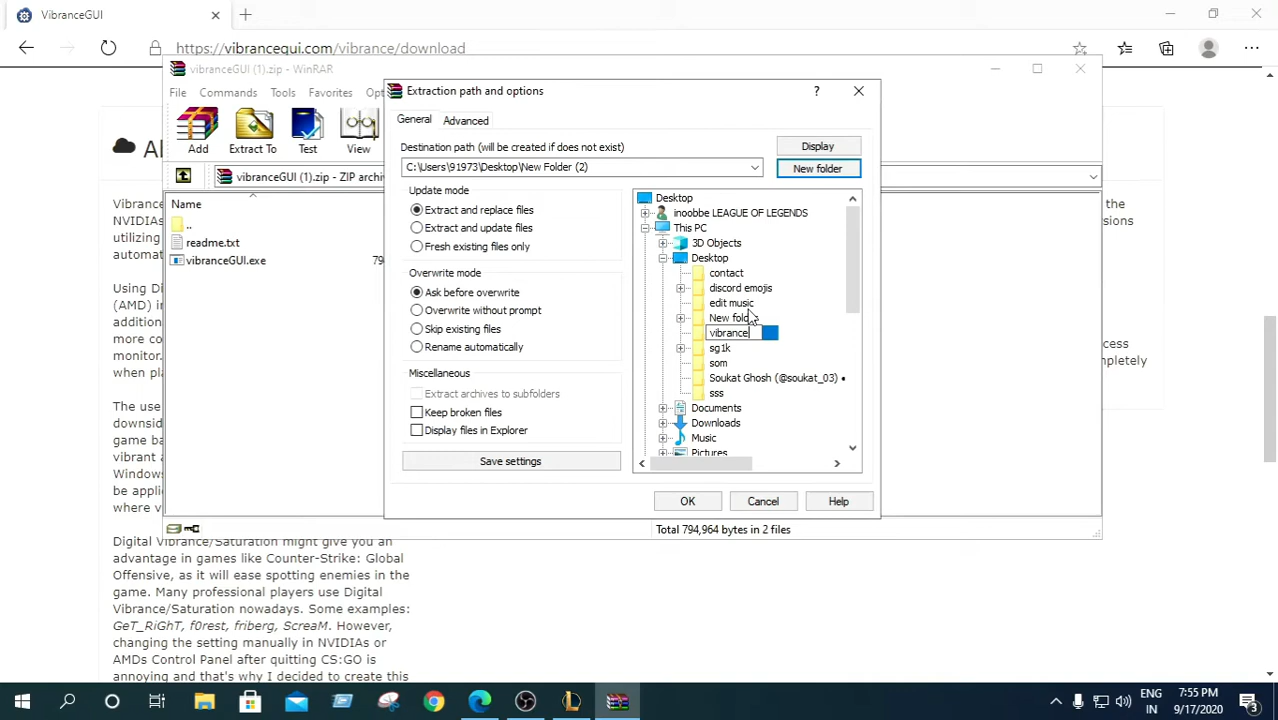 VibranceGUI
https://vibrancegui.com/vibrance/download
vibranceGUI (1).zip - WinRAR
File Commands Tools Favorites
Add Extract To Test View
vibranceGUI (1).zip - ZIP
Name
..
readme.txt
vibranceGUI.exe
Total 794,964 bytes in 2 files
Extraction path and options
?
General Advanced
Destination path (will be created if does not exist)
C:\Users\91973\Desktop\New Folder (2)
Display
New folder
Update mode
Extract and replace files
Extract and update files
Fresh existing files only
Overwrite mode
Ask before overwrite
Overwrite without prompt
Skip existing files
Rename automatically
Miscellaneous
Extract archives to subfolders
Keep broken files
Display files in Explorer
Save settings
Desktop
inoobbe LEAGUE OF LEGENDS
This PC
3D Objects
Desktop
contact
discord emojis
edit music
vibrance
sg1k
som
Soukat Ghosh (@soukat_03) •
sss
Documents
Downloads
Music
Pictures
OK Cancel Help
Digital Vibrance/Saturation might give you an
advantage in games like Counter-Strike: Global
Offensive, as it will ease spotting enemies in the
game. Many professional players use Digital
Vibrance/Saturation nowadays. Some examples:
GeT_RiGhT, f0rest, friberg, ScreaM. However,
changing the setting manually in NVIDIAs or
AMDs Control Panel after quitting CS:GO is
annoying and that's why I decided to create this
ENG
IN
7:55 PM
9/17/2020
3